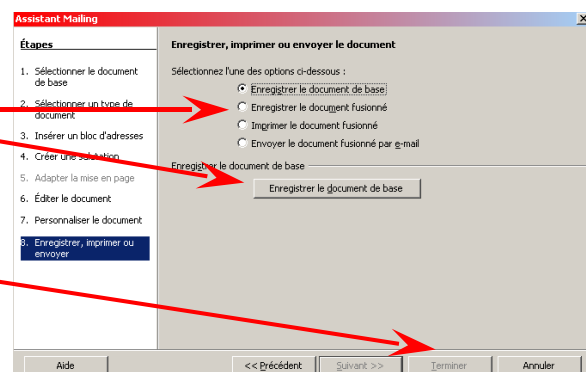 Assistant Mailing
Étapes
1. Sélectionner le document
de base
2. Sélectionner un type de
document
3. Insérer un bloc d'adresses
4. Créer une salutation
5. Adapter la mise en page
6. Éditer le document
7. Personnaliser le document
8. Enregistrer, imprimer ou
envoyer
Enregistrer, imprimer ou envoyer le document
Sélectionnez l'une des options ci-dessous :
Enregistrer le document de base
Enregistrer le document fusionné
Imprimer le document fusionné
Envoyer le document fusionné par e-mail
Enregistrer le document de base
Enregistrer le document de base
Aide
<< Précédent
Suivant >>
Terminer
Annuler